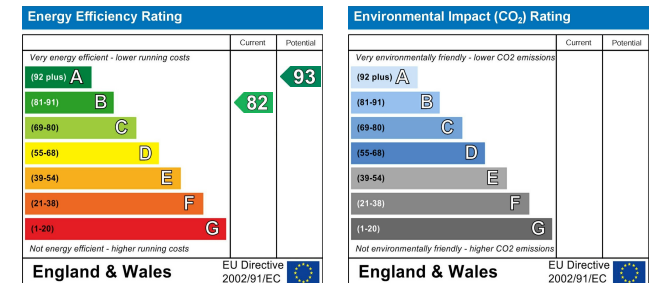 Energy Efficiency Rating
Current Potential
Very energy efficient - lower running costs
(92 plus) A
(81-91) B
(69-80) C
(55-68) D
(39-54) E
(21-38) F
(1-20) G
82
93
Not energy efficient - higher running costs
England & Wales
EU Directive
2002/91/EC
Environmental Impact (CO₂) Rating
Current Potential
Very environmentally friendly - lower CO2 emissions
(92 plus) A
(81-91) B
(69-80) C
(55-68) D
(39-54) E
(21-38) F
(1-20) G
Not environmentally friendly - higher CO2 emissions
England & Wales
EU Directive
2002/91/EC